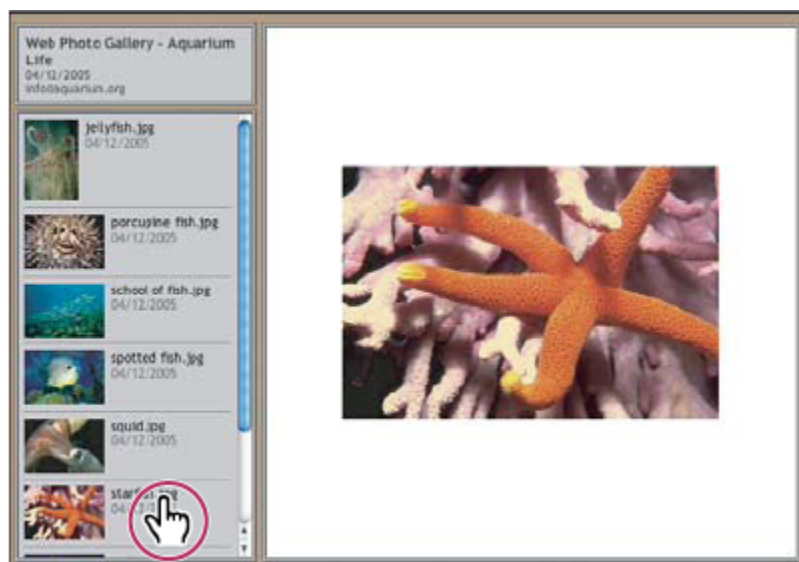 Web Photo Gallery - Aquarium
Life
04/12/2005
info@aquarium.org
jellyfish.jpg
04/12/2005
porcupine fish.jpg
04/12/2005
school of fish.jpg
04/12/2005
spotted fish.jpg
04/12/2005
squid.jpg
04/12/2005
starfish.jpg